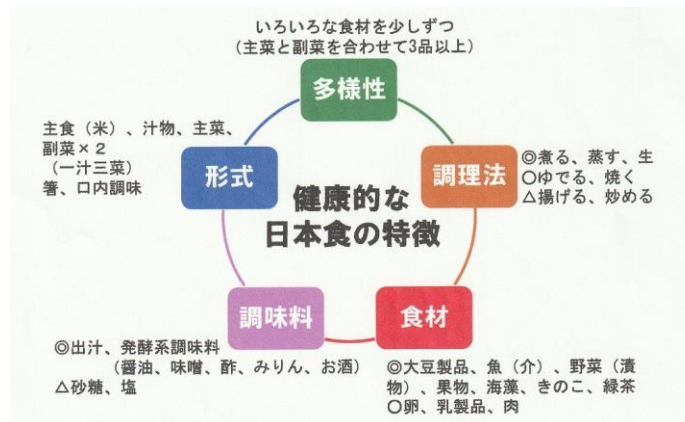 いろいろな食材を少しずつ
（主菜と副菜を合わせて3品以上）
多様性
主食（米）、汁物、主菜、
副菜×２
（一汁三菜）
箸、口内調味
形式
調理法
◎煮る、蒸す、生
〇ゆでる、焼く
△揚げる、炒める
健康的な
日本食の特徴
調味料
食材
◎出汁、発酵系調味料
（醤油、味噌、酢、みりん、お酒）
△砂糖、塩
◎大豆製品、魚（介）、野菜（漬
物）、果物、海藻、きのこ、緑茶
〇卵、乳製品、肉